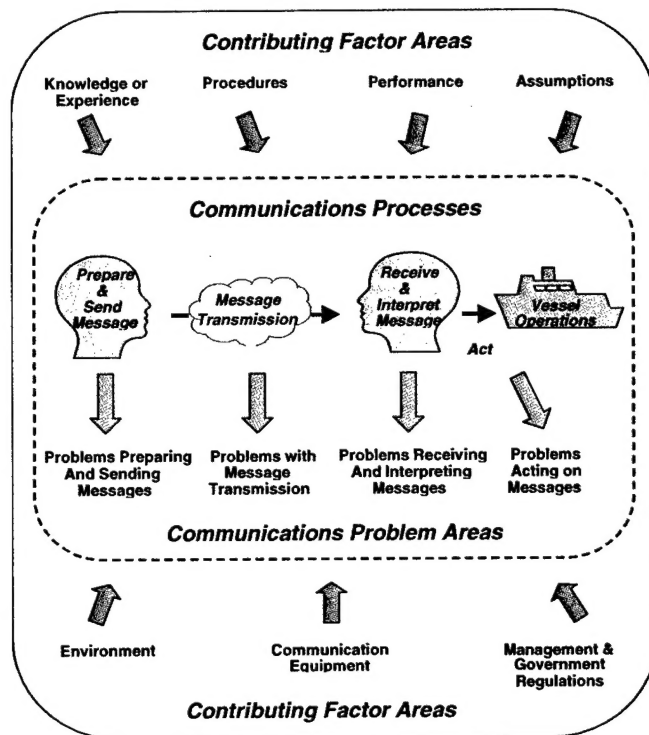 Contributing Factor Areas
Knowledge or
Experience
Procedures
Performance
Assumptions
Communications Processes
Prepare
&
Send
Message
Message
Transmission
Receive
&
Interpret
Message
Act
Vessel
Operations
Problems Preparing
And Sending
Messages
Problems with
Message
Transmission
Problems Receiving
And Interpreting
Messages
Problems
Acting on
Messages
Communications Problem Areas
Environment
Communication
Equipment
Management &
Government
Regulations
Contributing Factor Areas